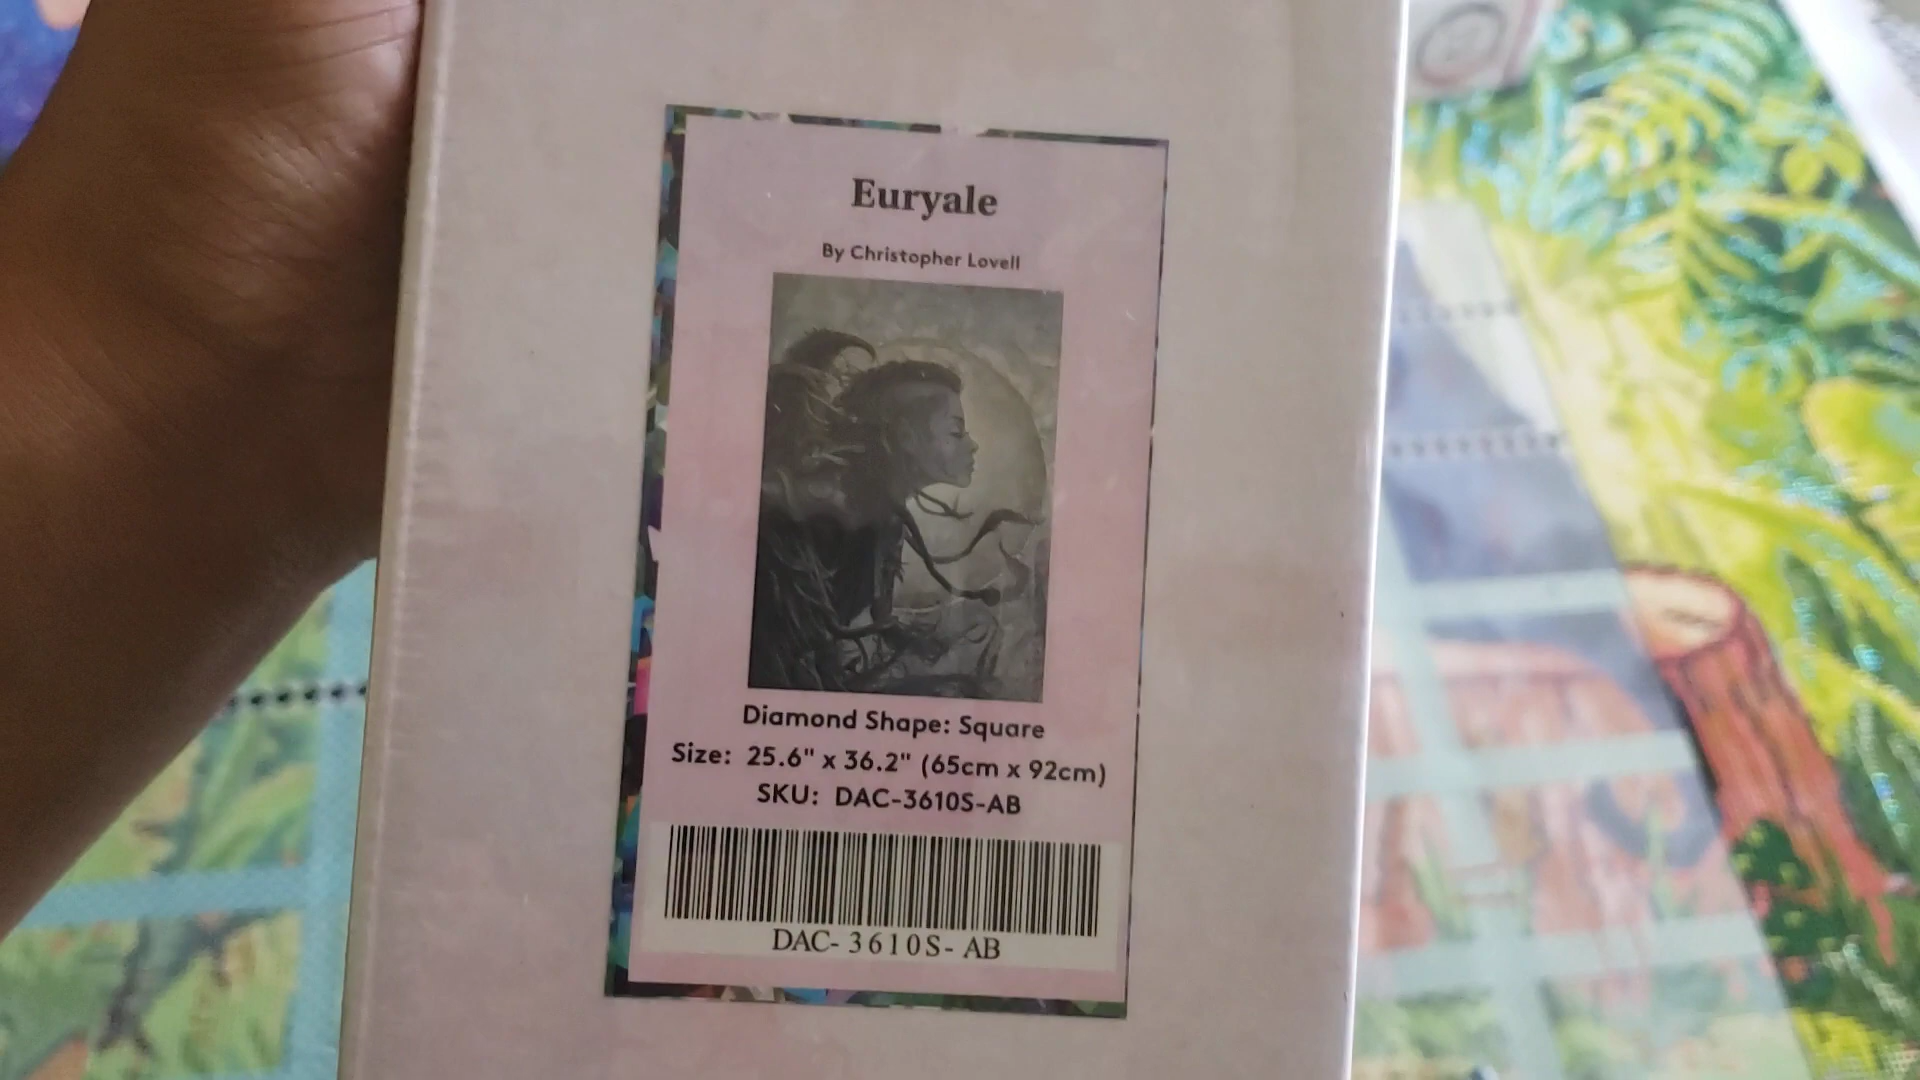 Euryale
By Christopher Lovell
Diamond Shape: Square
Size: 25.6" x 36.2" (65cm x 92cm)
SKU: DAC-3610S-AB
DAC- 3610S- AB